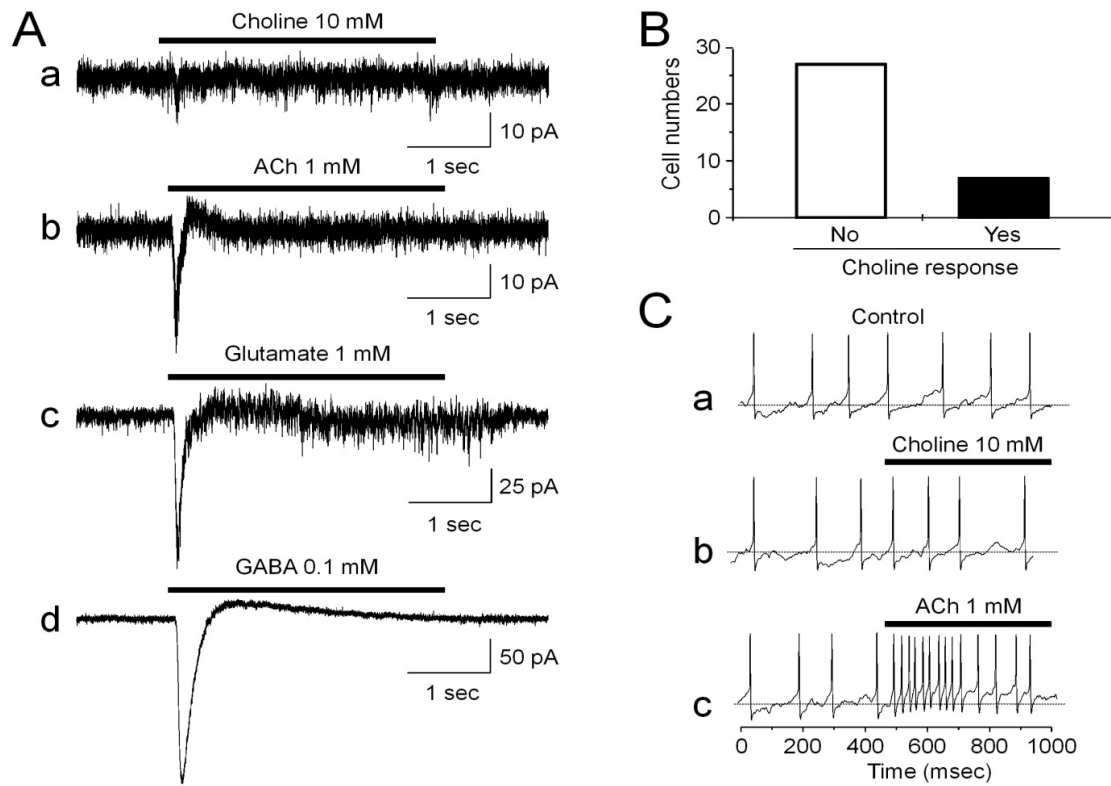 A
Choline 10 mM
a
10 pA
1 sec
ACh 1 mM
b
10 pA
1 sec
Glutamate 1 mM
c
25 pA
1 sec
GABA 0.1 mM
d
50 pA
1 sec
B
30
20
10
0
Cell numbers
No Yes
Choline response
C
Control
a
Choline 10 mM
b
ACh 1 mM
c
0 200 400 600 800 1000
Time (msec)